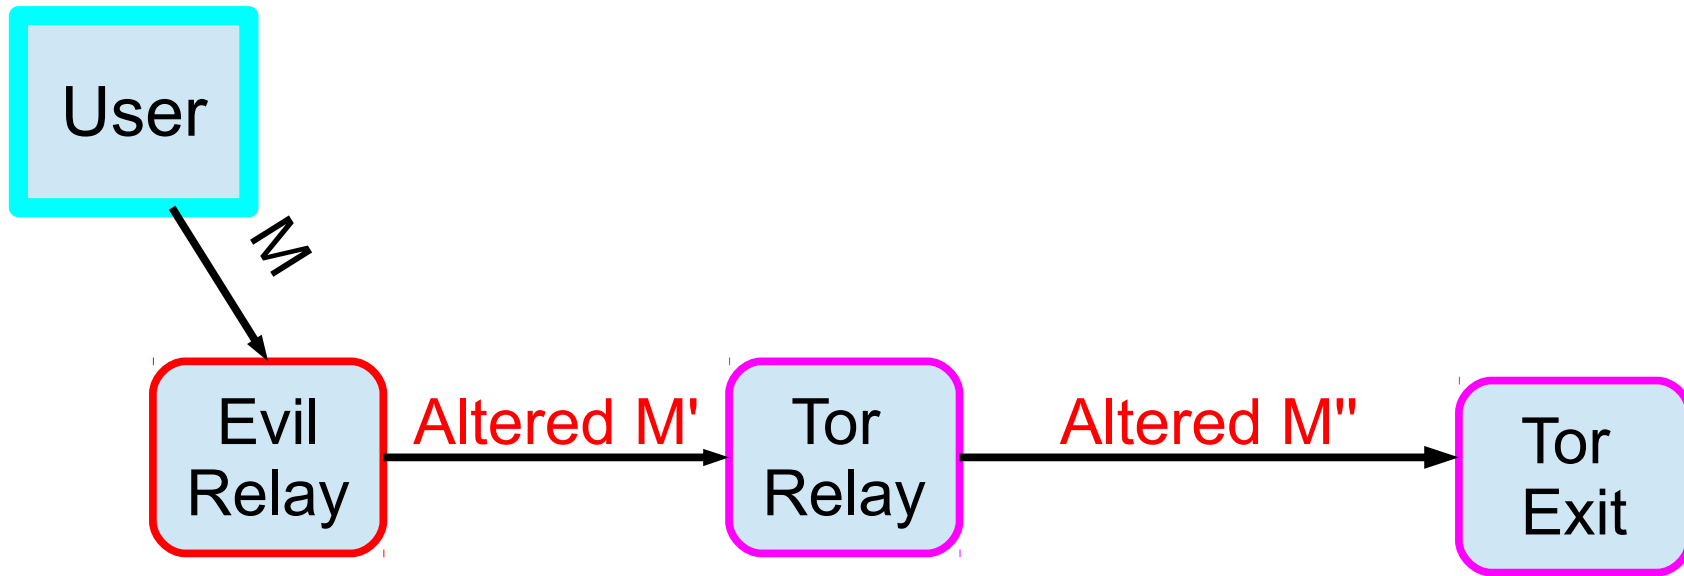 User
M
Evil
Relay
Altered M'
Tor
Relay
Altered M"
Tor
Exit